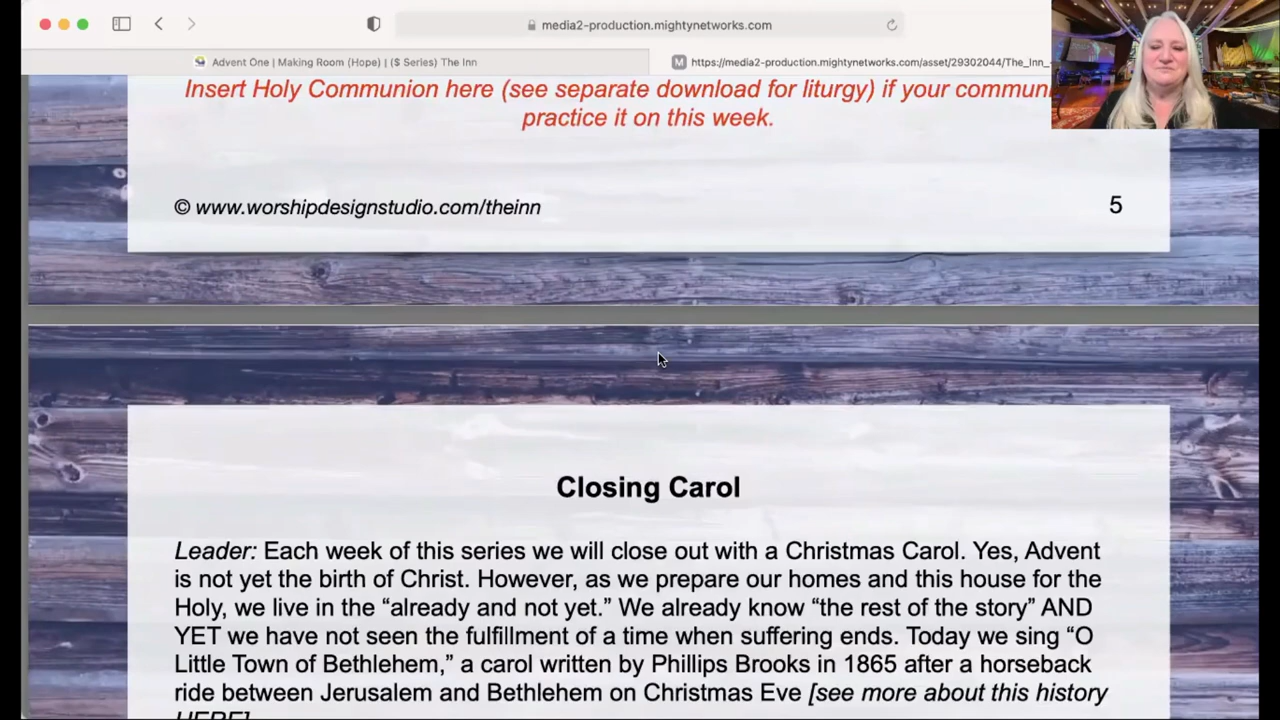 media2-production.mightynetworks.com
Advent One | Making Room (Hope) | ($ Series) The Inn
M https://media2-production.mightynetworks.com/asset/29302044/The_Inn_
Insert Holy Communion here (see separate download for liturgy) if your
practice it on this week.
© www.worshipdesignstudio.com/theinn
5
Closing Carol
Leader: Each week of this series we will close out with a Christmas Carol. Yes, Advent
is not yet the birth of Christ. However, as we prepare our homes and this house for the
Holy, we live in the “already and not yet.” We already know “the rest of the story” AND
YET we have not seen the fulfillment of a time when suffering ends. Today we sing “O
Little Town of Bethlehem,” a carol written by Phillips Brooks in 1865 after a horseback
ride between Jerusalem and Bethlehem on Christmas Eve [see more about this history
HERE]